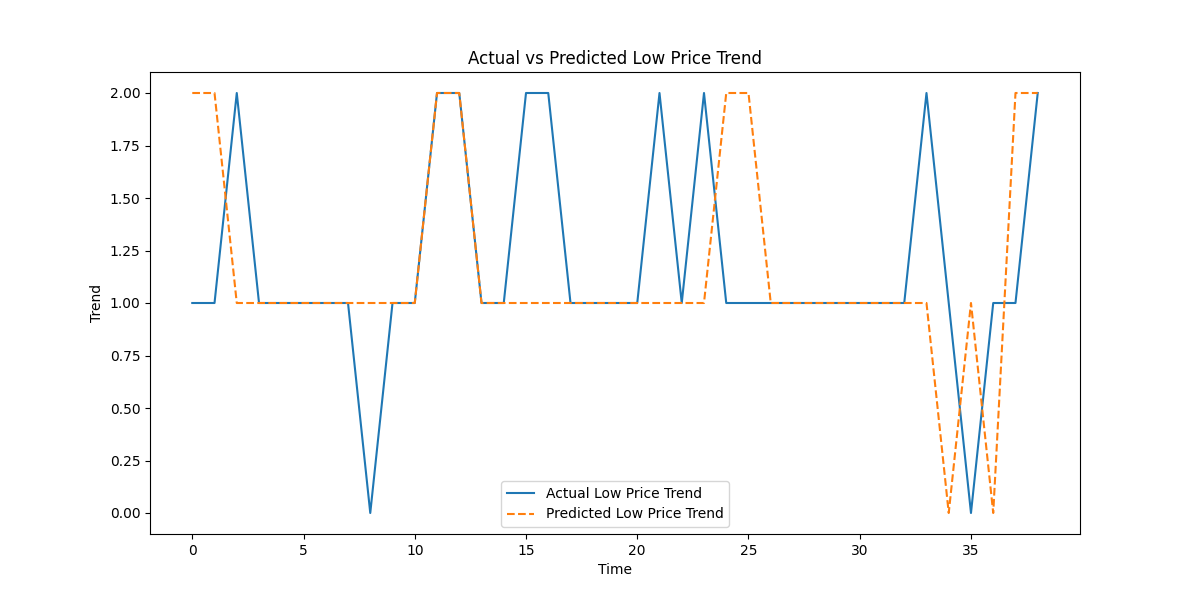 Actual vs Predicted Low Price Trend
2.00
1.75
1.50
1.25
1.00
0.75
0.50
0.25
0.00
Trend
Actual Low Price Trend
Predicted Low Price Trend
0 5 10 15 20 25 30 35
Time